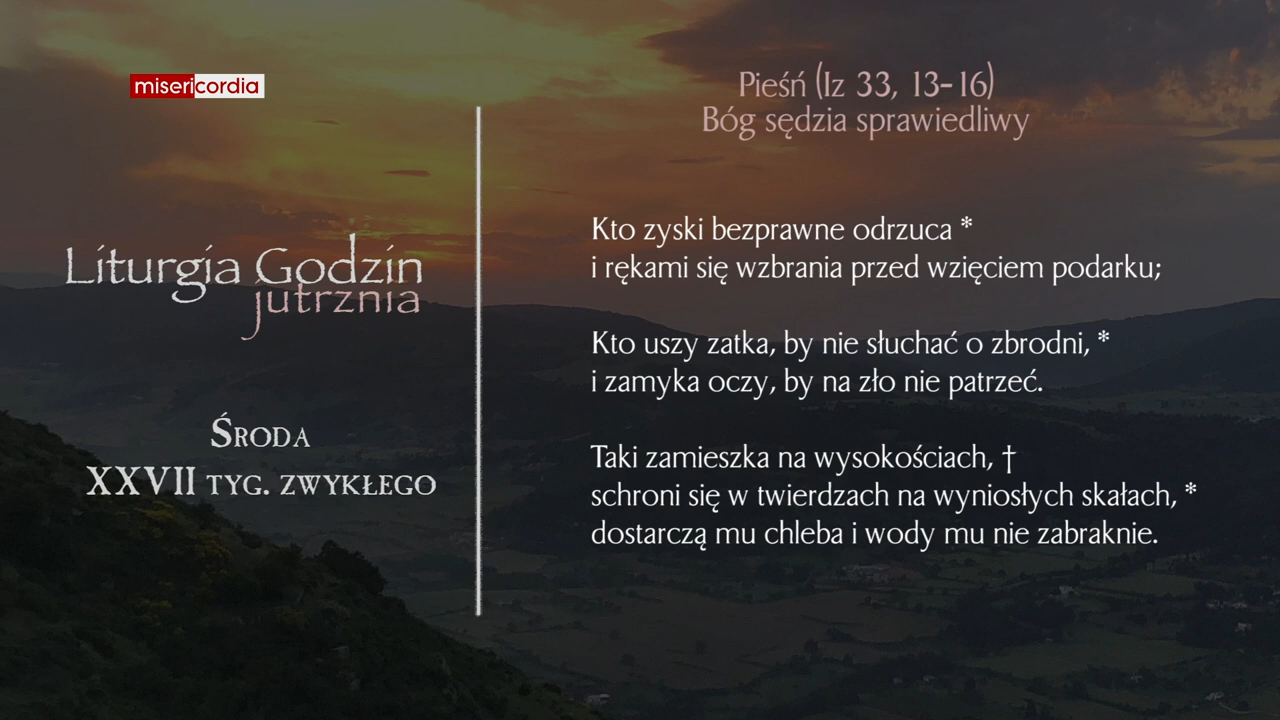 misericordia
Liturgia Godzin
jutrznia
Środa
XXVII tyg. zwykłego
Pieśń (Iz 33, 13-16)
Bóg sędzia sprawiedliwy
Kto zyski bezprawne odrzuca *
i rękami się wzbrania przed wzięciem podarku;
Kto uszy zatka, by nie słuchać o zbrodni, *
i zamyka oczy, by na zło nie patrzeć.
Taki zamieszka na wysokościach, †
schroni się w twierdzach na wyniosłych skałach, *
dostarczą mu chleba i wody mu nie zabraknie.